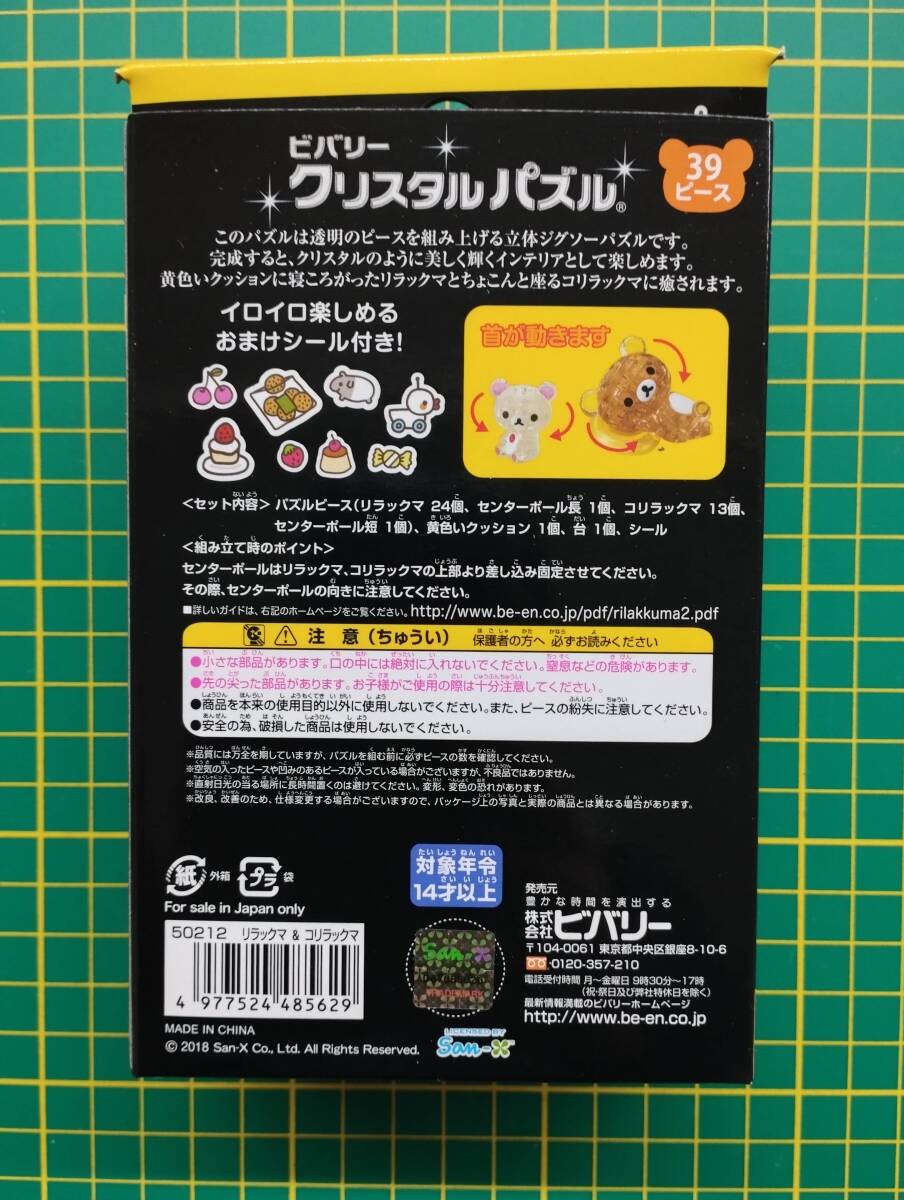 ビバリー
クリスタルパズル®
39
ピース
このパズルは透明のピースを組み上げる立体ジグソーパズルです。
完成すると、クリスタルのように美しく輝くインテリアとして楽しめます。
黄色いクッションに寝ころがったリラックマとちょこんと座るコリラックマに癒されます。
イロイロ楽しめる
おまけシール付き!
首が動きます
<セット内容> パズルピース(リラックマ 24個、センターポール長 1個、コリラックマ 13個、
センターポール短 1個)、黄色いクッション 1個、台 1個、シール
<組み立て時のポイント>
センターポールはリラックマ、コリラックマの上部より差し込み固定させてください。
その際、センターポールの向きに注意してください。
■詳しいガイドは、右記のホームページをご覧ください。http://www.be-en.co.jp/pdf/rilakkuma2.pdf
注意(ちゅうい) 保護者の方へ 必ずお読みください
●小さな部品があります。口の中には絶対に入れないでください。窒息などの危険があります。
●先の尖った部品があります。お子様がご使用の際は十分注意してください。
●商品を本来の使用目的以外に使用しないでください。また、ピースの紛失に注意してください。
●安全の為、破損した商品は使用しないでください。
※品質には万全を期していますが、パズルを組む前に必ずピースの数を確認してください。
※空気の入ったピースや凹みのあるピースが入っている場合がございますが、不良品ではありません。
※直射日光の当る場所に長時間置くのは避けてください。変形、変色の恐れがあります。
※改良、改善のため、仕様変更する場合がございますので、パッケージ上の写真と実際の商品とは異なる場合があります。
紙 外箱 プラ 袋
For sale in Japan only
対象年令
14才以上
50212 リラックマ & コリラックマ
4 977524 485629
MADE IN CHINA
© 2018 San-X Co., Ltd. All Rights Reserved.
San-X
LICENSED BY
San-X™
発売元
豊かな時間を演出する
株式会社ビバリー
〒104-0061 東京都中央区銀座8-10-6
0120-357-210
電話受付時間 月〜金曜日 9時30分〜17時
(祝・祭日及び弊社特休日を除く)
最新情報満載のビバリーホームページ
http://www.be-en.co.jp